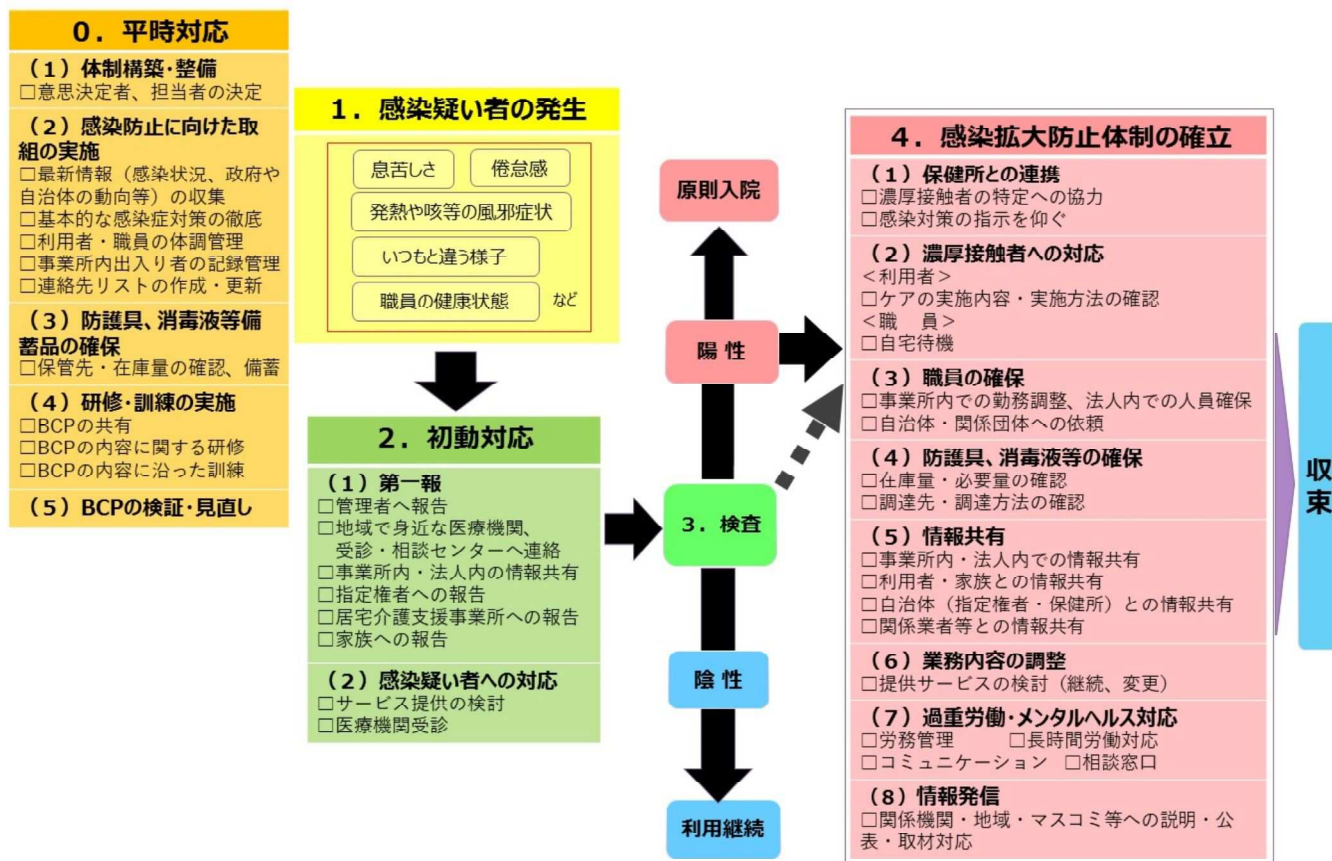 0．平時対応
（1）体制構築・整備
□意思決定者、担当者の決定
（2）感染防止に向けた取
組の実施
□最新情報（感染状況、政府や
自治体の動向等）の収集
□基本的な感染症対策の徹底
□利用者・職員の体調管理
□事業所内出入り者の記録管理
□連絡先リストの作成・更新
（3）防護具、消毒液等備
蓄品の確保
□保管先・在庫量の確認、備蓄
（4）研修・訓練の実施
□BCPの共有
□BCPの内容に関する研修
□BCPの内容に沿った訓練
（5）BCPの検証・見直し
1．感染疑い者の発生
息苦しさ
倦怠感
発熱や咳等の風邪症状
いつもと違う様子
職員の健康状態
など
2．初動対応
（1）第一報
□管理者へ報告
□地域で身近な医療機関、
受診・相談センターへ連絡
□事業所内・法人内の情報共有
□指定権者への報告
□居宅介護支援事業所への報告
□家族への報告
（2）感染疑い者への対応
□サービス提供の検討
□医療機関受診
原則入院
陽性
3．検査
陰性
利用継続
4．感染拡大防止体制の確立
（1）保健所との連携
□濃厚接触者の特定への協力
□感染対策の指示を仰ぐ
（2）濃厚接触者への対応
＜利用者＞
□ケアの実施内容・実施方法の確認
＜職　員＞
□自宅待機
（3）職員の確保
□事業所内での勤務調整、法人内での人員確保
□自治体・関係団体への依頼
（4）防護具、消毒液等の確保
□在庫量・必要量の確認
□調達先・調達方法の確認
（5）情報共有
□事業所内・法人内での情報共有
□利用者・家族との情報共有
□自治体（指定権者・保健所）との情報共有
□関係業者等との情報共有
（6）業務内容の調整
□提供サービスの検討（継続、変更）
（7）過重労働・メンタルヘルス対応
□労務管理　□長時間労働対応
□コミュニケーション　□相談窓口
（8）情報発信
□関係機関・地域・マスコミ等への説明・公
表・取材対応
収束